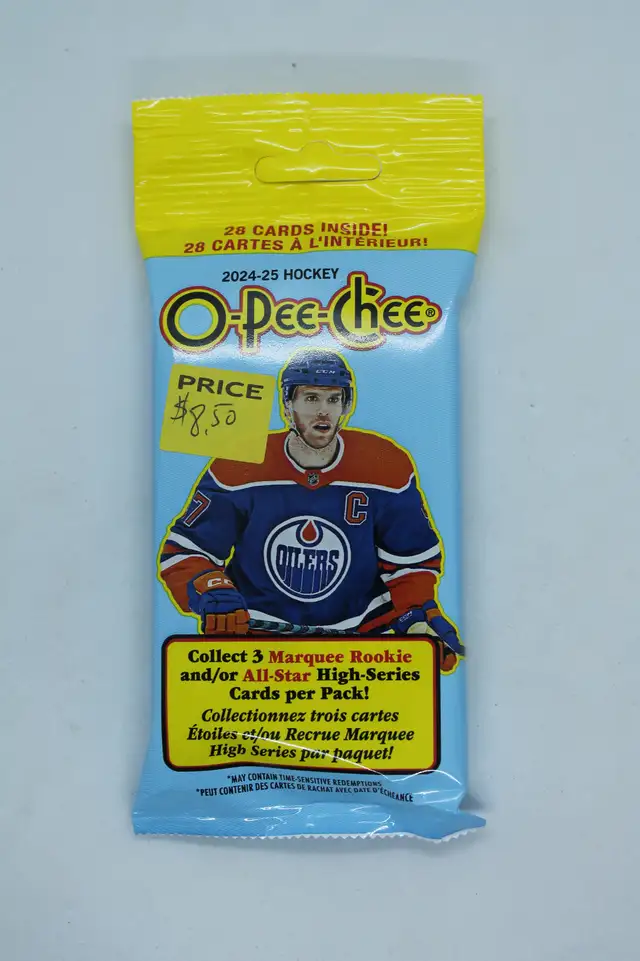 28 CARDS INSIDE!
28 CARTES À L'INTÉRIEUR!
2024-25 HOCKEY
O-Pee-Chee®
PRICE
$8.50
CCM
7
C
OILERS
Collect 3 Marquee Rookie
and/or All-Star High-Series
Cards per Pack!
Collectionnez trois cartes
Étoiles et/ou Recrue Marquee
High Series par paquet!
*MAY CONTAIN TIME-SENSITIVE REDEMPTIONS
*PEUT CONTENIR DES CARTES DE RACHAT AVEC DATE D'ÉCHÉANCE